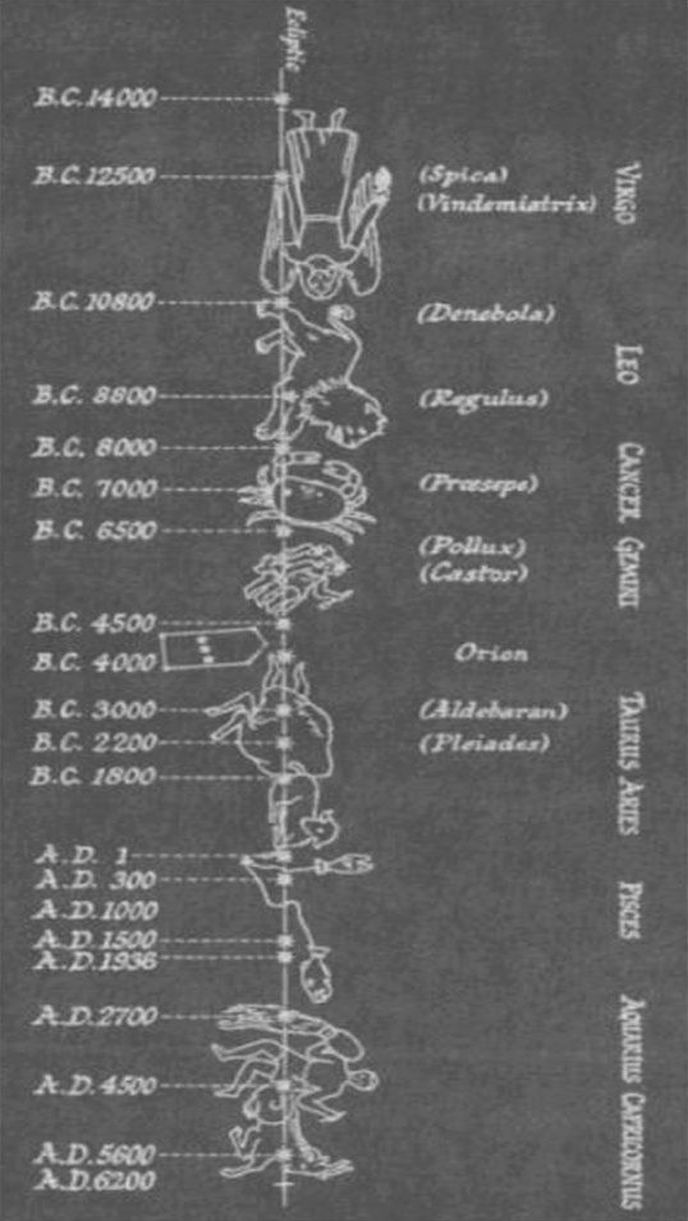 Ecliptic
B.C. 14000
B.C. 12500 (Spica)
(Vindemiatrix)
VIRGO
B.C. 10800 (Denebola)
LEO
B.C. 8800 (Regulus)
B.C. 8000
CANCER
B.C. 7000 (Præsepe)
B.C. 6500
(Pollux)
GEMINI
(Castor)
B.C. 4500
B.C. 4000 Orion
B.C. 3000 (Aldebaran)
TAURUS
B.C. 2200 (Pleiades)
B.C. 1800
ARIES
A.D. 1
A.D. 300
A.D. 1000
PISCES
A.D. 1500
A.D. 1936
A.D. 2700
AQUARIUS
A.D. 4500
CAPRICORNUS
A.D. 5600
A.D. 6200